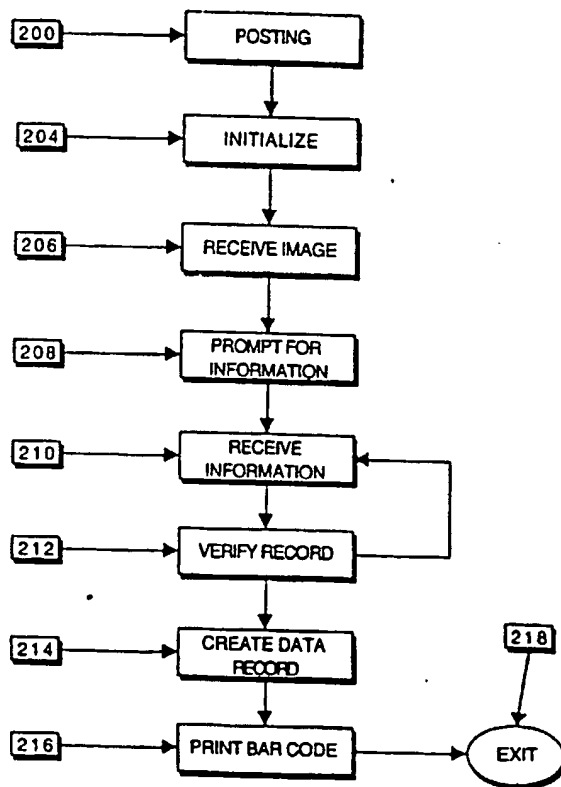 200
POSTING
204
INITIALIZE
206
RECEIVE IMAGE
208
PROMPT FOR
INFORMATION
210
RECEIVE
INFORMATION
212
VERIFY RECORD
214
CREATE DATA
RECORD
218
216
PRINT BAR CODE
EXIT